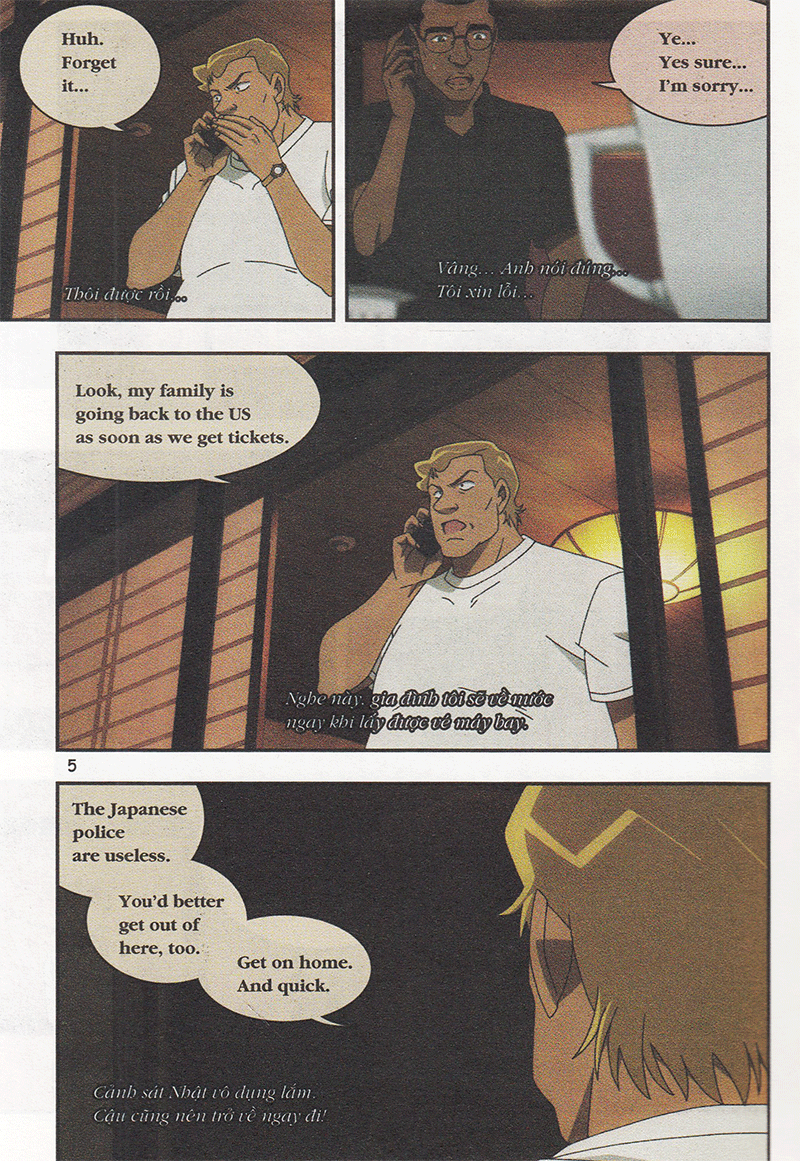 Huh.
Forget
it...
Thôi được rồi...
Ye...
Yes sure...
I'm sorry...
Vâng... Anh nói đúng...
Tôi xin lỗi...
Look, my family is
going back to the US
as soon as we get tickets.
Nghe này, gia đình tôi sẽ về nước
ngay khi lấy được vé máy bay.
5
The Japanese
police
are useless.
You'd better
get out of
here, too.
Get on home.
And quick.
Cảnh sát Nhật vô dụng lắm.
Cậu cũng nên trở về ngay đi!